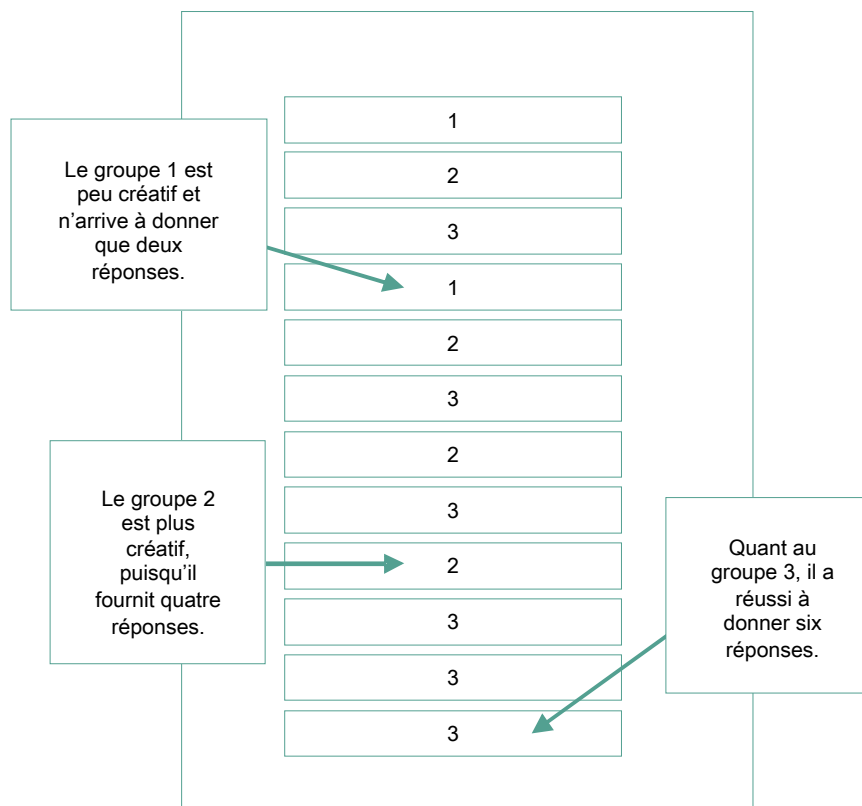 Le groupe 1 est
peu créatif et
n’arrive à donner
que deux
réponses.
1
2
3
1
2
3
2
3
2
3
3
3
Le groupe 2
est plus
créatif,
puisqu’il
fournit quatre
réponses.
Quant au
groupe 3, il a
réussi à
donner six
réponses.